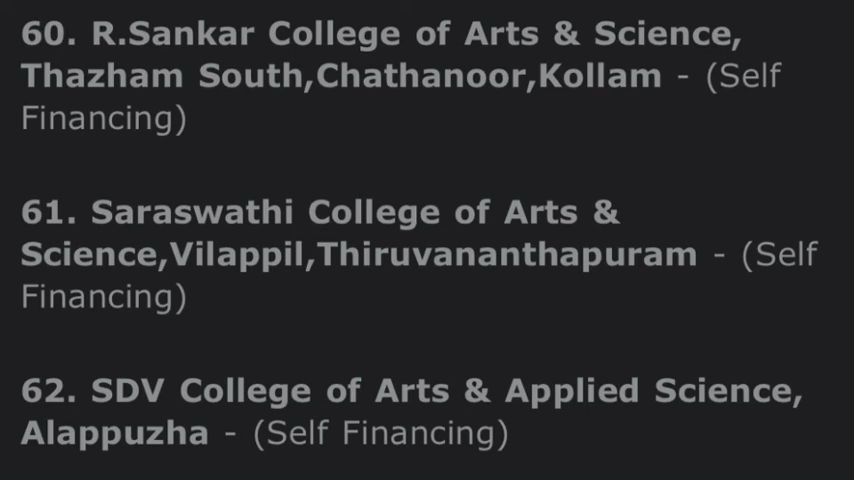 60. R.Sankar College of Arts & Science,
Thazham South,Chathanoor,Kollam - (Self
Financing)
61. Saraswathi College of Arts &
Science,Vilappil,Thiruvananthapuram - (Self
Financing)
62. SDV College of Arts & Applied Science,
Alappuzha - (Self Financing)